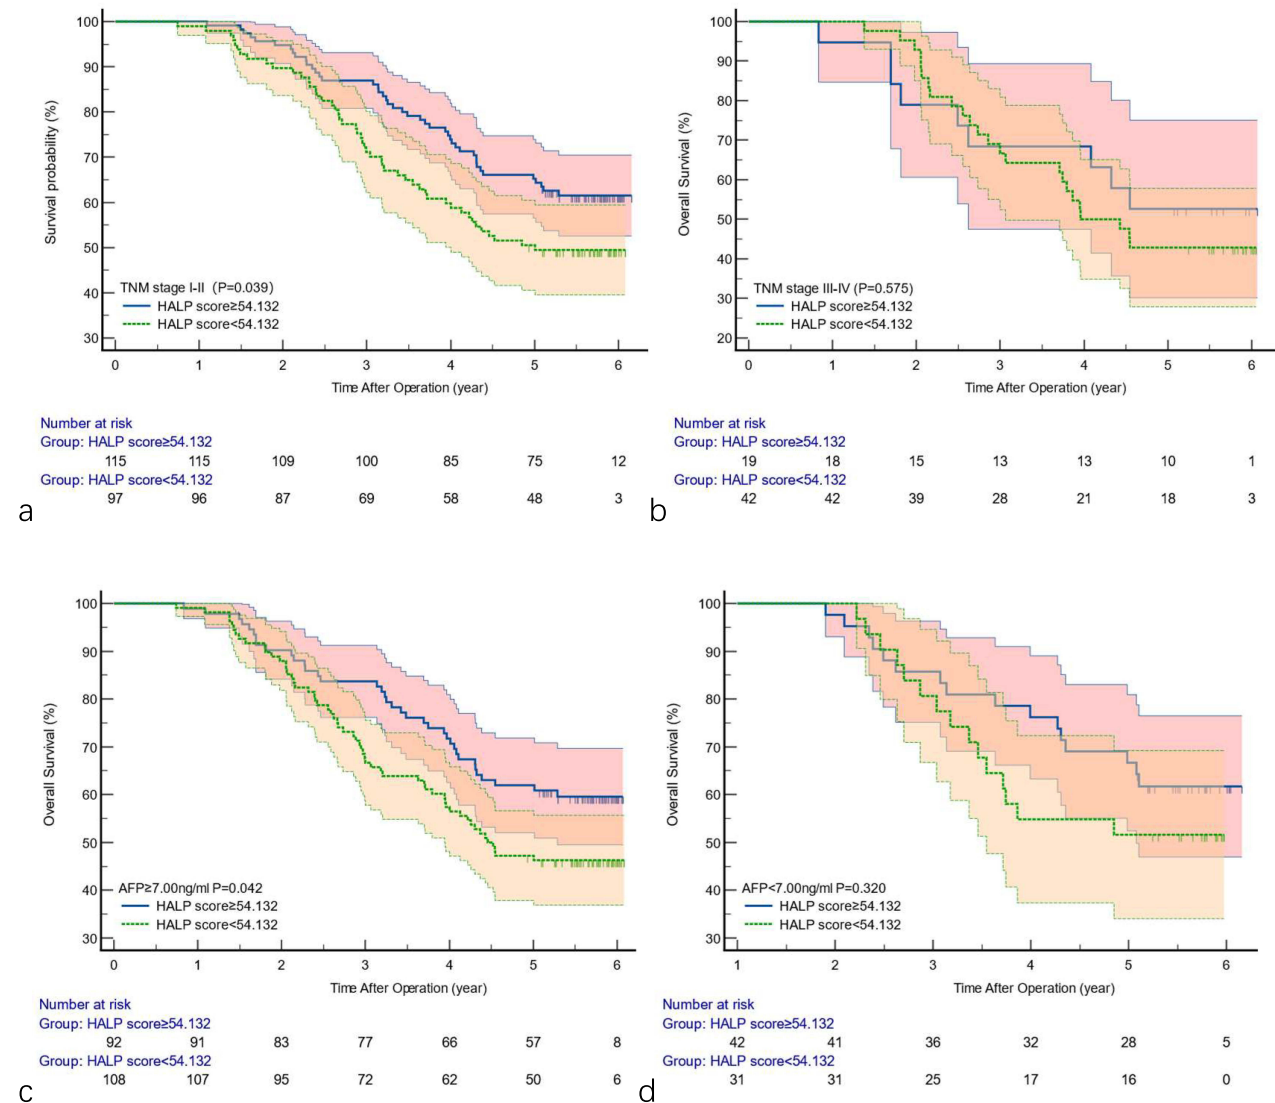 100
90
80
70
60
50
40
30
Survival probability (%)
TNM stage I-II (P=0.039)
HALP score≥54.132
HALP score<54.132
0 1 2 3 4 5 6
Time After Operation (year)
Number at risk
Group: HALP score≥54.132
115 115 109 100 85 75 12
Group: HALP score<54.132
97 96 87 69 58 48 3
a
100
90
80
70
60
50
40
30
20
Overall Survival (%)
TNM stage III-IV (P=0.575)
HALP score≥54.132
HALP score<54.132
0 1 2 3 4 5 6
Time After Operation (year)
Number at risk
Group: HALP score≥54.132
19 18 15 13 13 10 1
Group: HALP score<54.132
42 42 39 28 21 18 3
b
100
90
80
70
60
50
40
30
Overall Survival (%)
AFP≥7.00ng/ml P=0.042
HALP score≥54.132
HALP score<54.132
0 1 2 3 4 5 6
Time After Operation (year)
Number at risk
Group: HALP score≥54.132
92 91 83 77 66 57 8
Group: HALP score<54.132
108 107 95 72 62 50 6
c
100
90
80
70
60
50
40
30
Overall Survival (%)
AFP<7.00ng/ml P=0.320
HALP score≥54.132
HALP score<54.132
1 2 3 4 5 6
Time After Operation (year)
Number at risk
Group: HALP score≥54.132
42 41 36 32 28 5
Group: HALP score<54.132
31 31 25 17 16 0
d